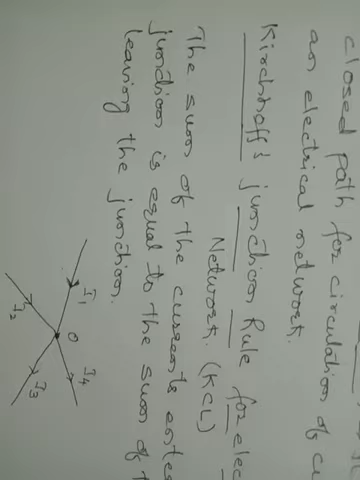 closed path for circulation of
an electrical network.
Kirchhoff's junction Rule for elec
Network. (KCL)
The sum of the currents ente
junction is equal to the sum of
leaving the junction.
I1
I2
O
I4
I3